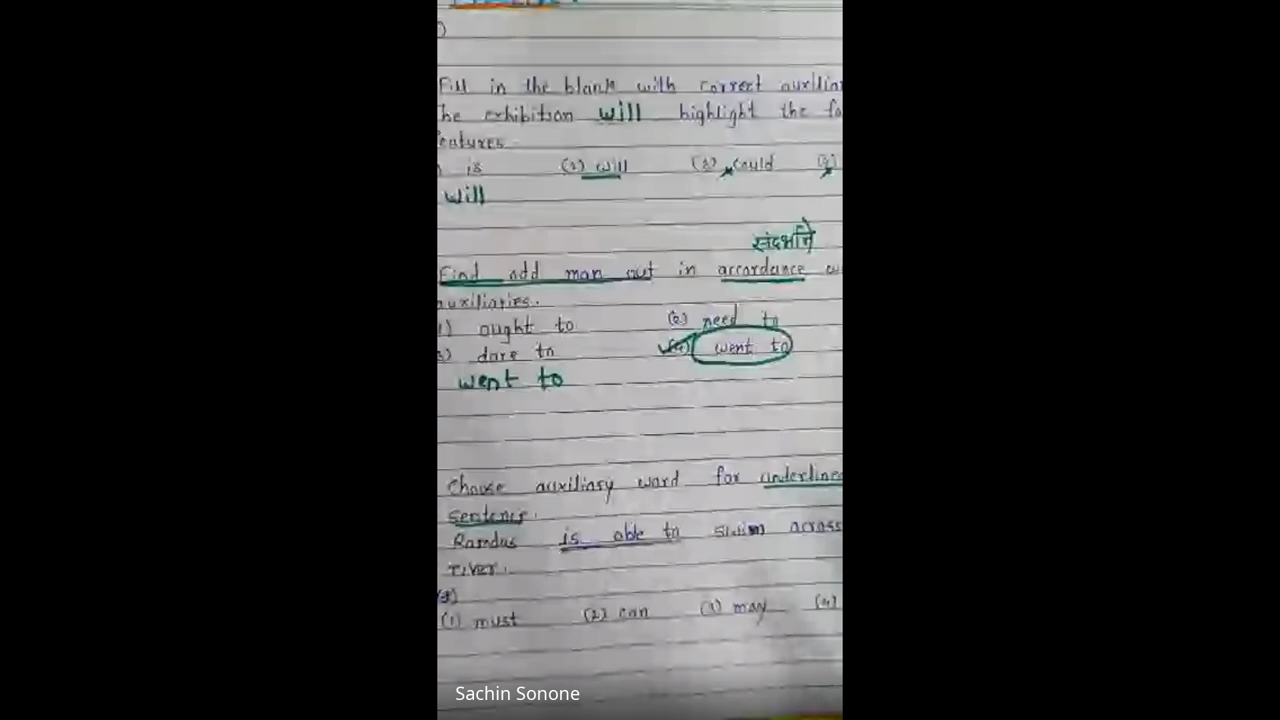 Fill in the blank with correct auxiliar
he exhibition will highlight the fo
eatures
is (2) will (3) could (4)
will
संदर्भाने
Find odd man out in accordance w
auxiliaries.
1) ought to (2) need to
3) dare to (4) went to
went to
Choose auxiliary word for underlined
sentence.
Ramdas is able to swim across
river.
(1) must (2) can (3) may (4)
Sachin Sonone